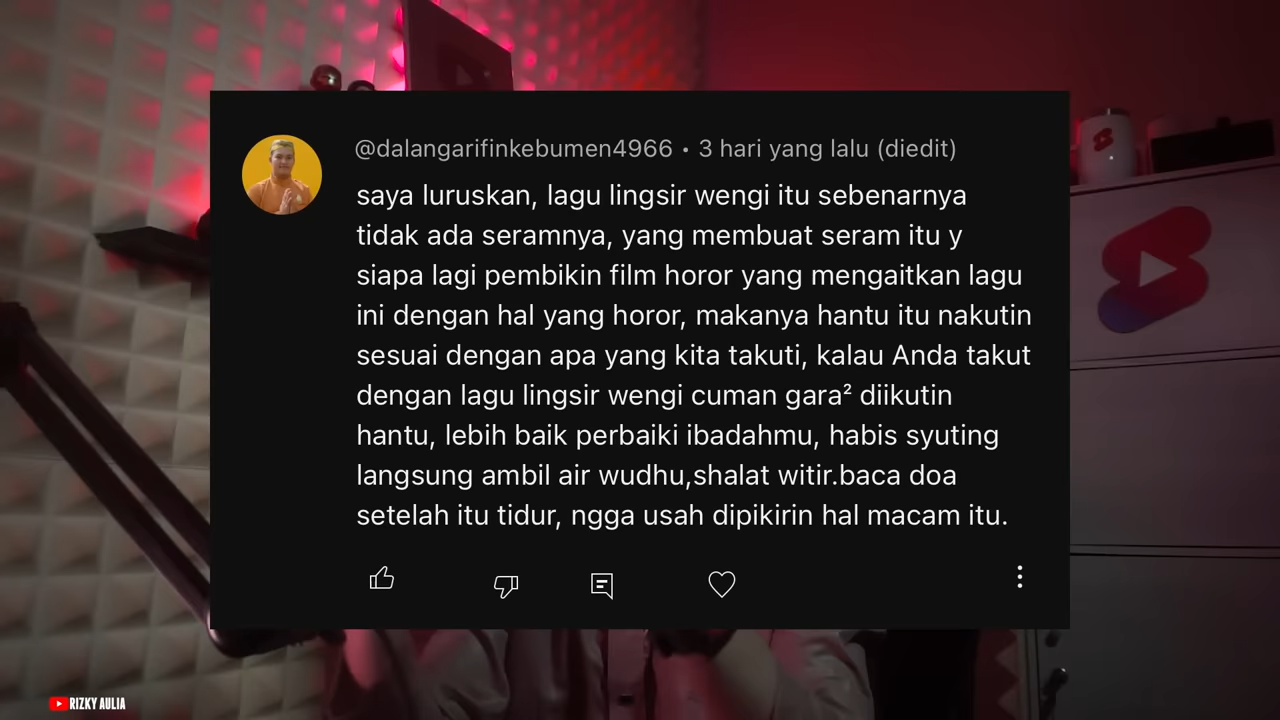 @dalangarifinkebumen4966 • 3 hari yang lalu (diedit)
saya luruskan, lagu lingsir wengi itu sebenarnya
tidak ada seramnya, yang membuat seram itu y
siapa lagi pembikin film horor yang mengaitkan lagu
ini dengan hal yang horor, makanya hantu itu nakutin
sesuai dengan apa yang kita takuti, kalau Anda takut
dengan lagu lingsir wengi cuman gara² diikutin
hantu, lebih baik perbaiki ibadahmu, habis syuting
langsung ambil air wudhu,shalat witir.baca doa
setelah itu tidur, ngga usah dipikirin hal macam itu.
RIZKY AULIA